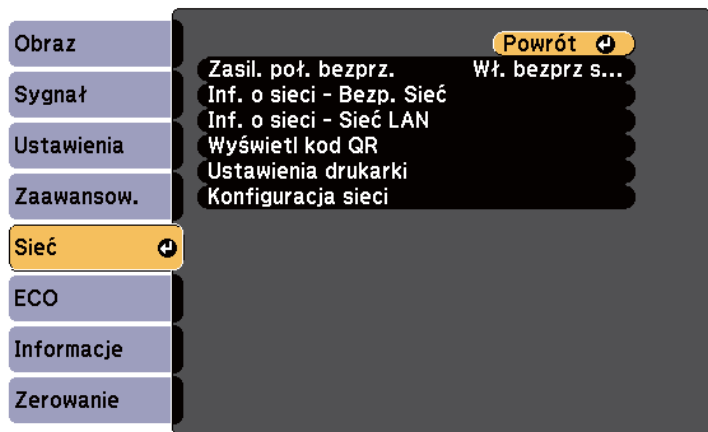 Obraz
Sygnał
Ustawienia
Zaawansow.
Sieć
ECO
Informacje
Zerowanie
Powrót
Zasil. poł. bezprz. Wł. bezprz s...
Inf. o sieci - Bezp. Sieć
Inf. o sieci - Sieć LAN
Wyświetl kod QR
Ustawienia drukarki
Konfiguracja sieci